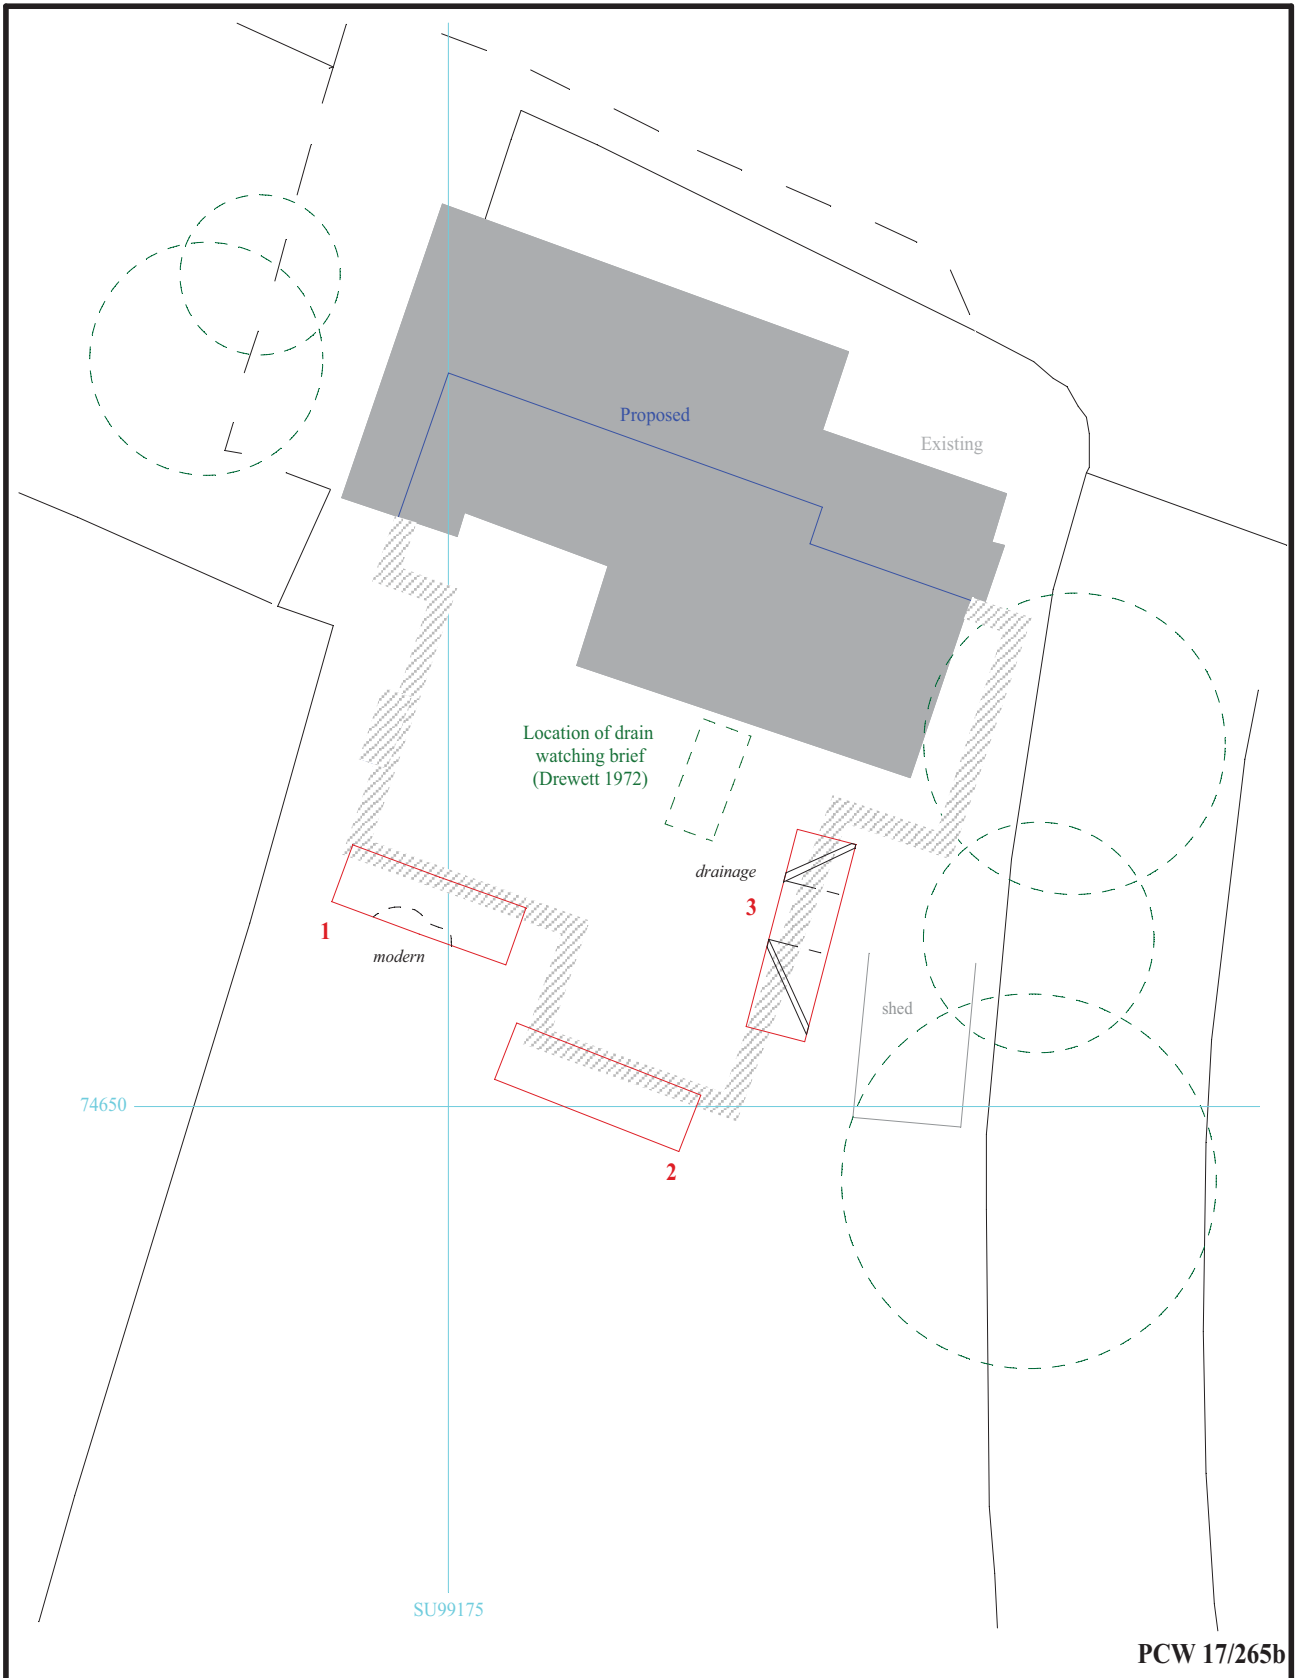 Proposed
Existing
Location of drain
watching brief
(Drewett 1972)
drainage
3
1
modern
shed
74650
2
SU99175
PCW 17/265b